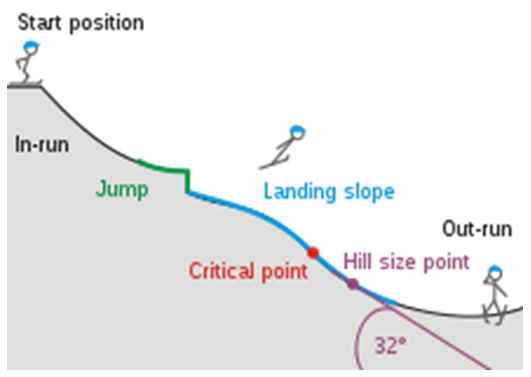 Start position
In-run
Jump
Landing slope
Out-run
Critical point
Hill size point
32°